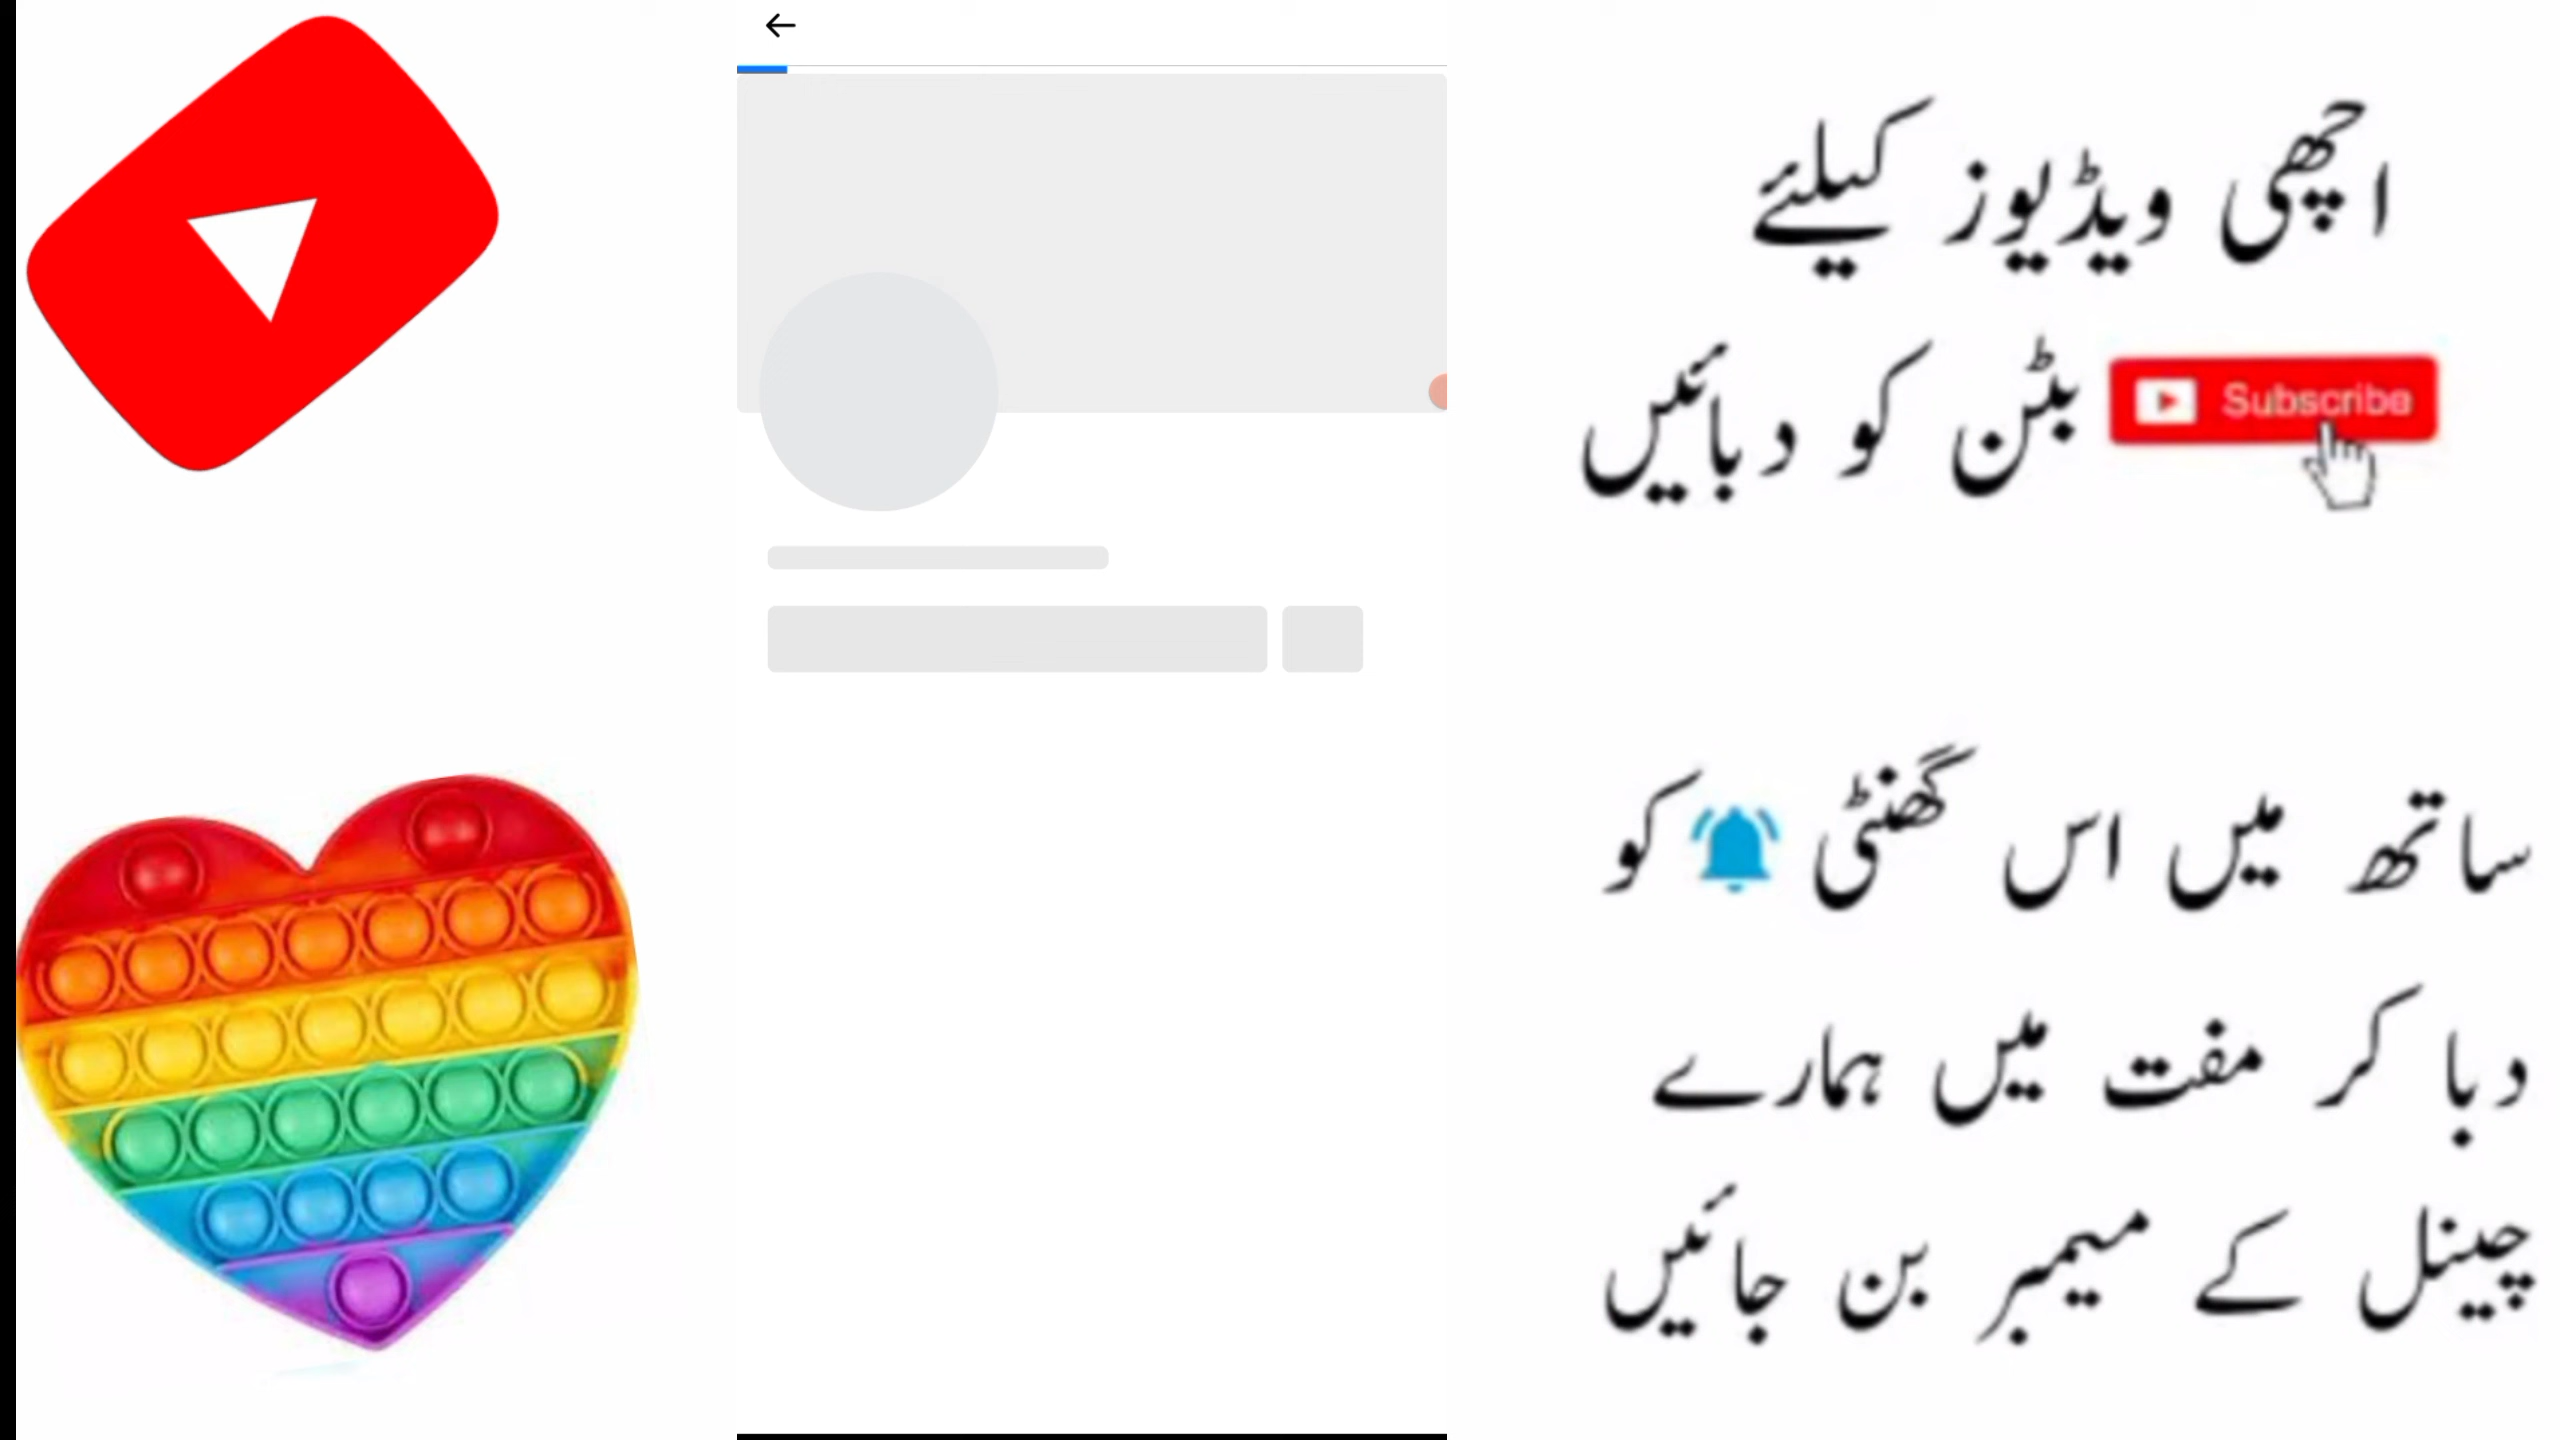 اچھی ویڈیوز کیلئے
Subscribe بٹن کو دبائیں
ساتھ میں اس گھنٹی کو
دبا کر مفت میں ہمارے
چینل کے میمبر بن جائیں